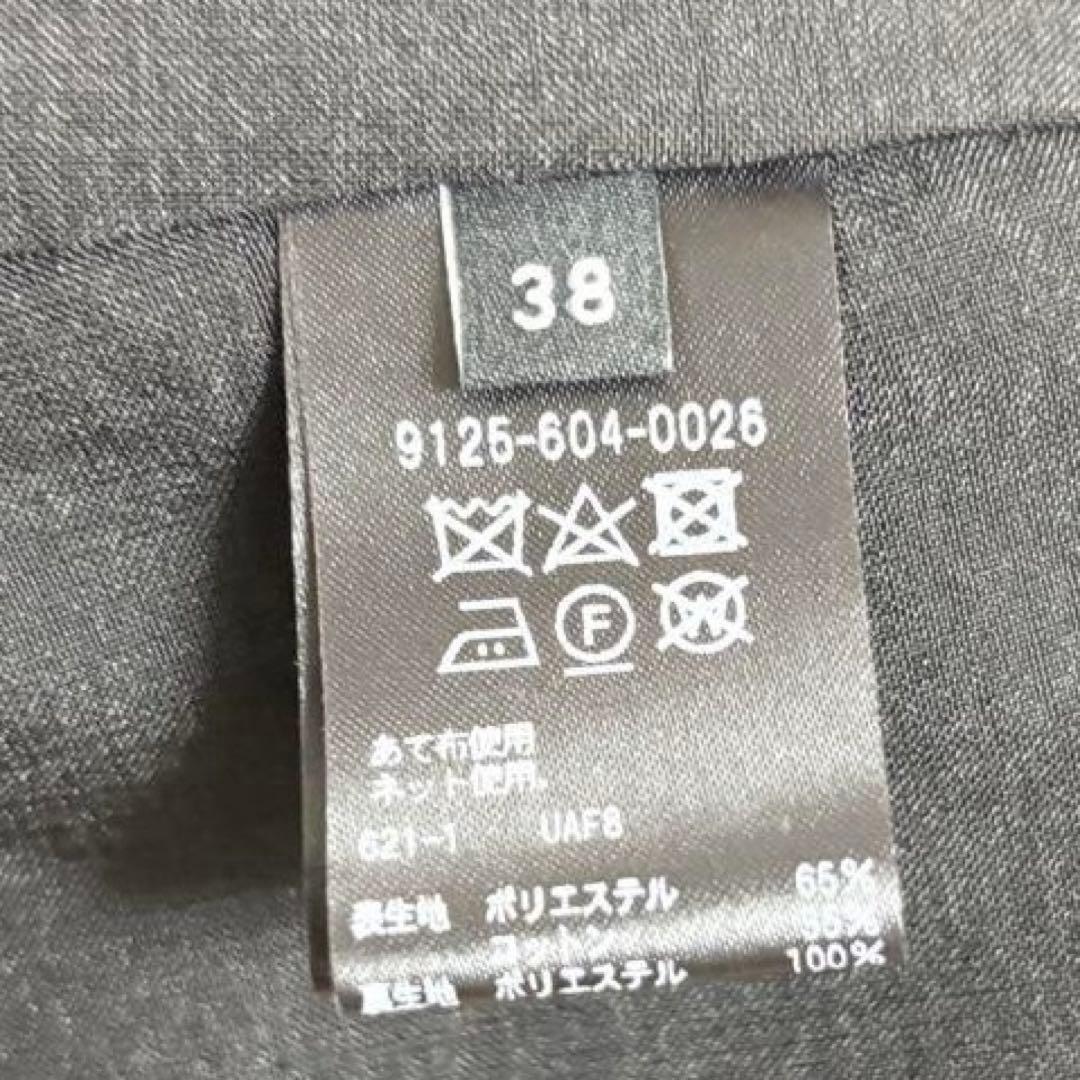 38
9125-604-0026
F
W
あて布使用
ネット使用.
621-1 UAF8
表生地 ポリエステル 65%
コットン 35%
裏生地 ポリエステル 100%